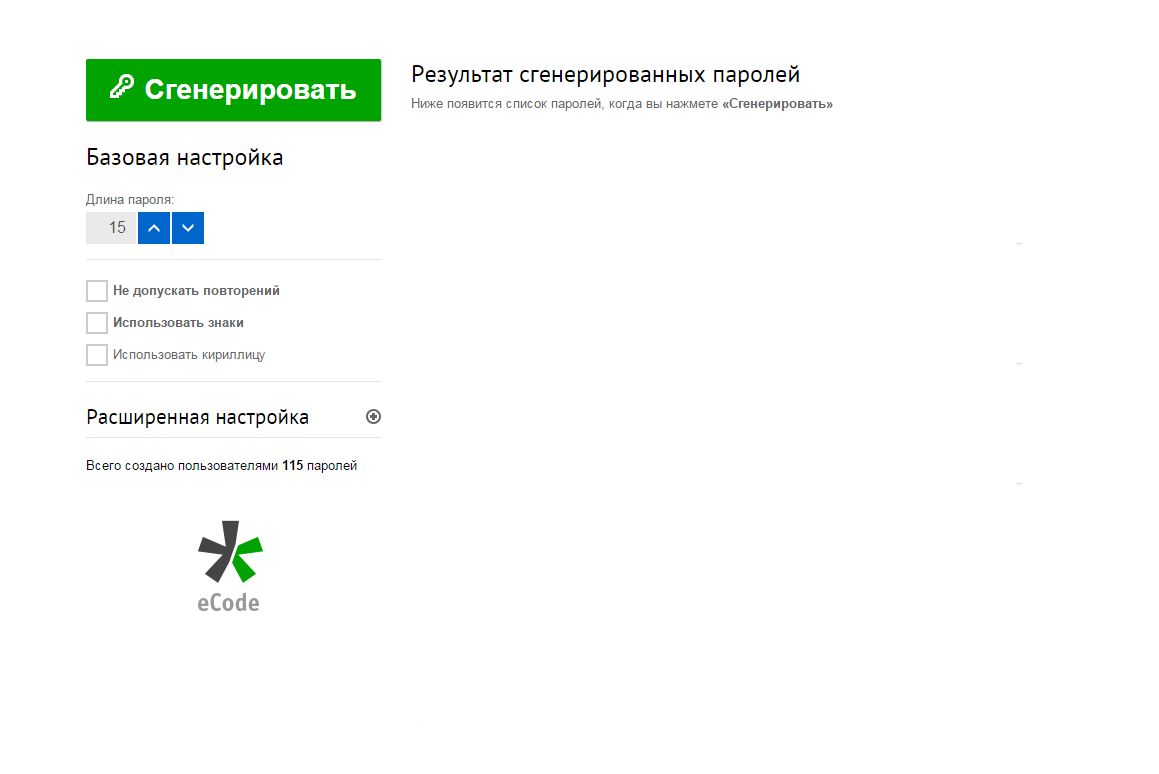 Сгенерировать
Результат сгенерированных паролей
Ниже появится список паролей, когда вы нажмете «Сгенерировать»
Базовая настройка
Длина пароля:
15
Не допускать повторений
Использовать знаки
Использовать кириллицу
Расширенная настройка
Всего создано пользователями 115 паролей
eCode